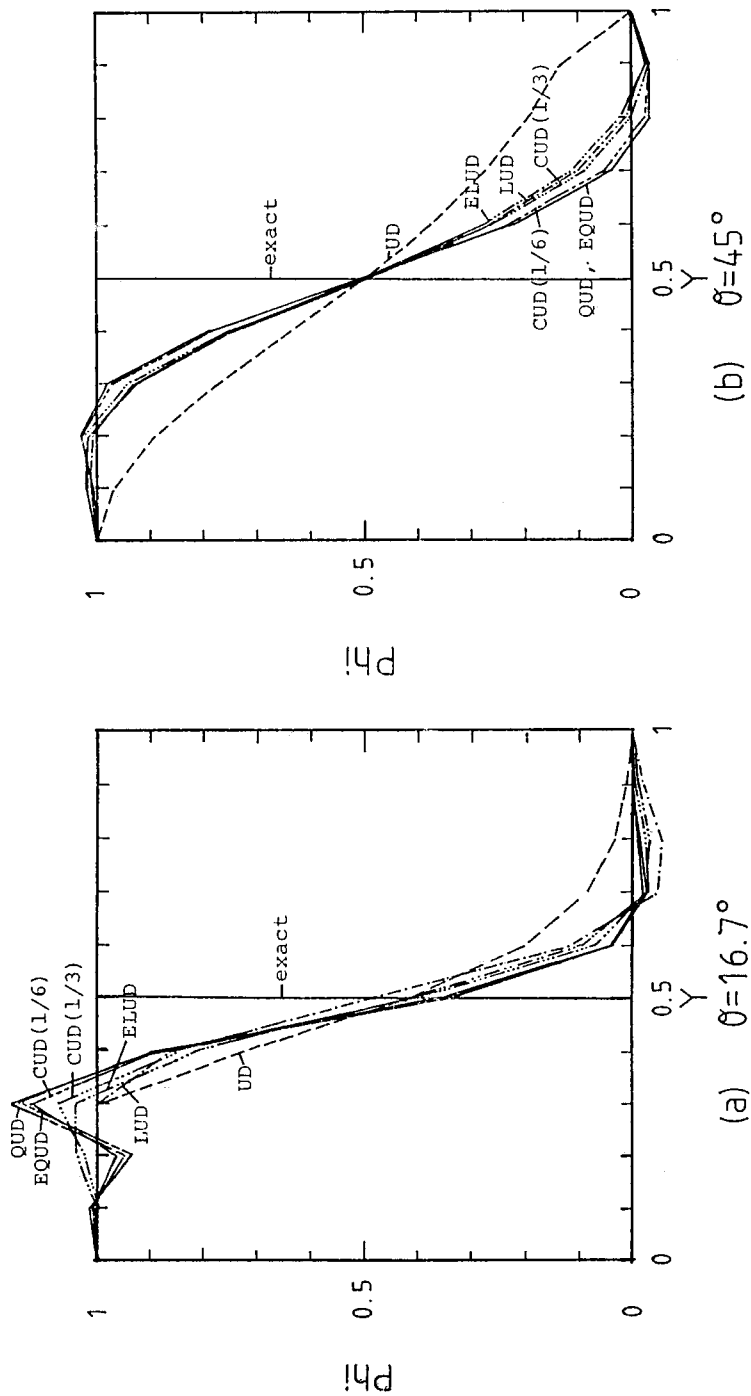 Phi
1
0.5
0
QUD
EQUD
CUD(1/6)
CUD(1/3)
ELUD
LUD
UD
exact
0
0.5
1
Y
(a) θ=16.7°
Phi
1
0.5
0
exact
UD
ELUD
LUD
CUD(1/3)
CUD(1/6)
QUD, EQUD
0
0.5
1
Y
(b) θ=45°